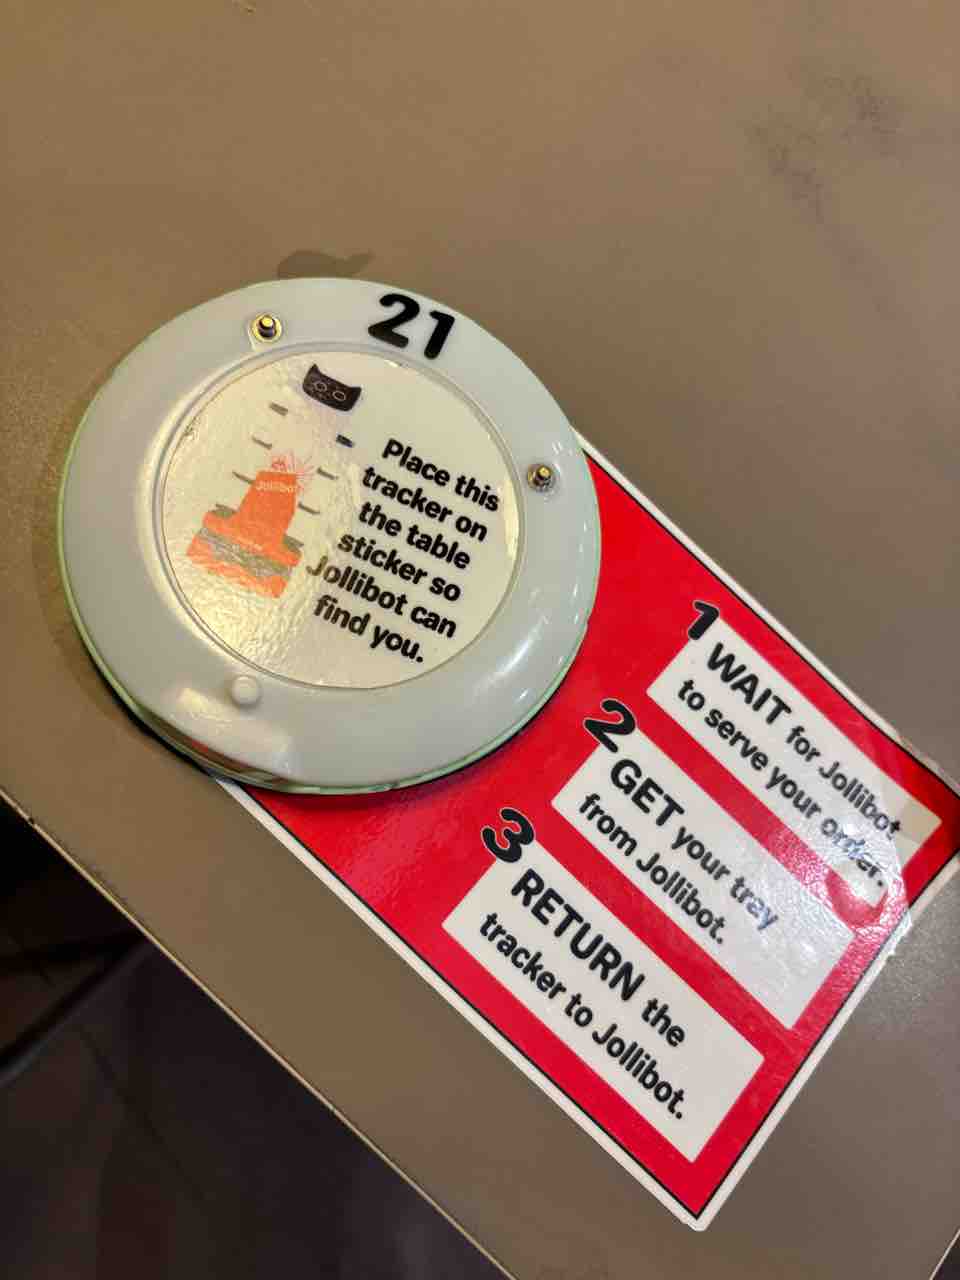 21
Jollibot
Place this
tracker on
the table
sticker so
Jollibot can
find you.
1
WAIT for Jollibot
to serve your order.
2
GET your tray
from Jollibot.
3
RETURN the
tracker to Jollibot.